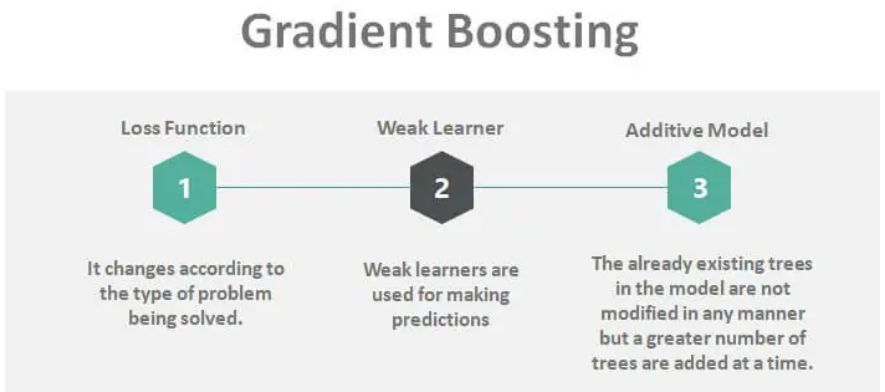 Gradient Boosting
Loss Function
1
It changes according to
the type of problem
being solved.
Weak Learner
2
Weak learners are
used for making
predictions
Additive Model
3
The already existing trees
in the model are not
modified in any manner
but a greater number of
trees are added at a time.